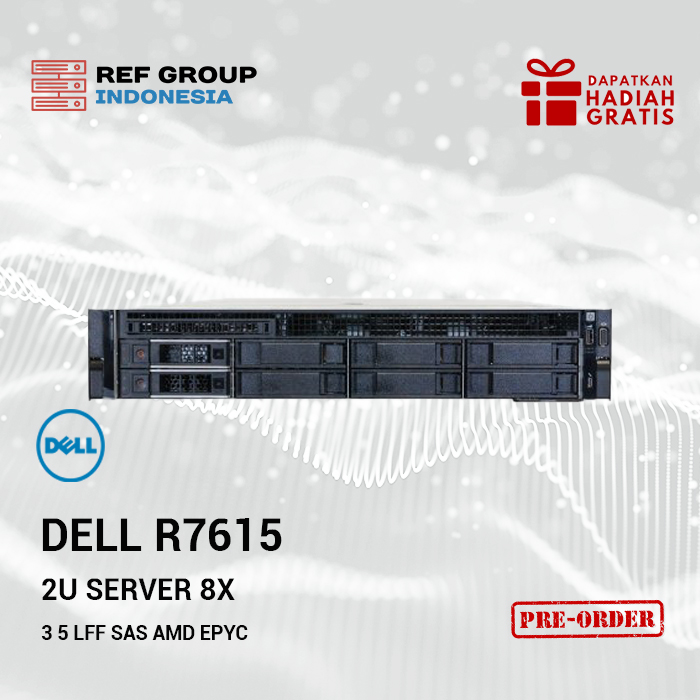 REF GROUP
INDONESIA
DAPATKAN
HADIAH
GRATIS
DELL
DELL R7615
2U SERVER 8X
3 5 LFF SAS AMD EPYC
PRE-ORDER